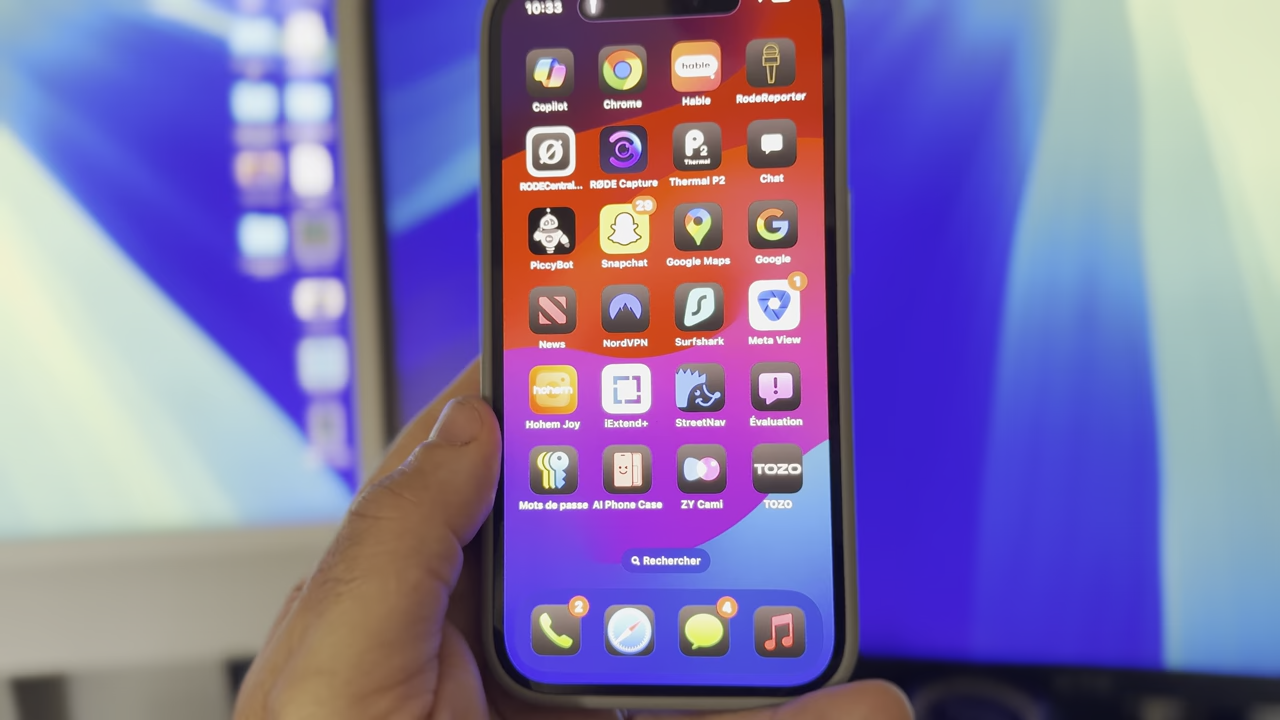 10:33
hable
Copilot Chrome Hable RodeReporter
P2
Thermal
RODECentral... RØDE Capture Thermal P2 Chat
29
PiccyBot Snapchat Google Maps Google
1
News NordVPN Surfshark Meta View
hohem
Hohem Joy iExtend+ StreetNav Évaluation
TOZO
Mots de passe AI Phone Case ZY Cami TOZO
Rechercher
2 4